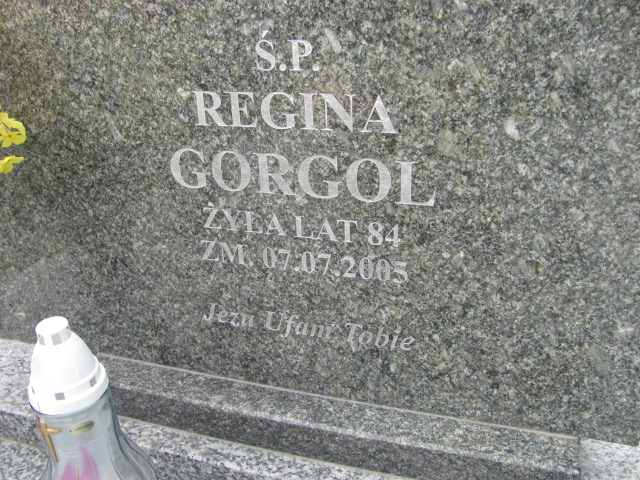 Ś.P.
REGINA
GORGOL
ŻYŁA LAT 84
ZM. 07.07.2005
Jezu Ufam Tobie